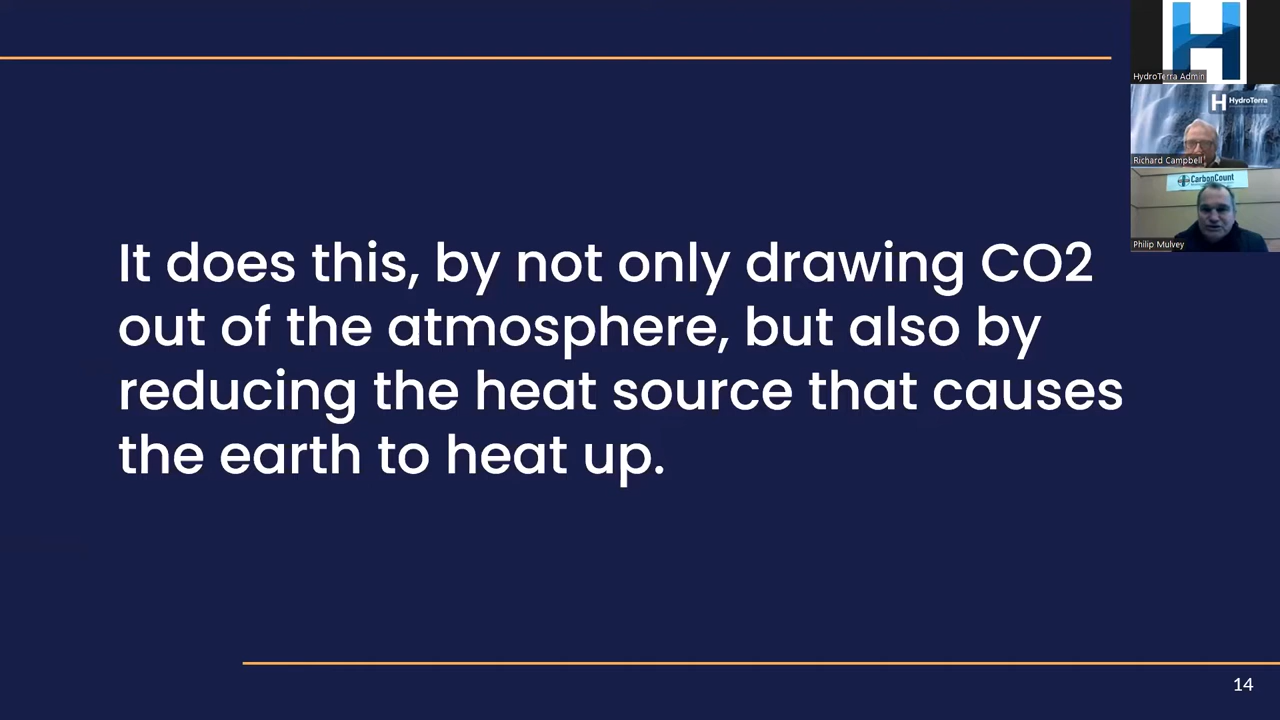 It does this, by not only drawing CO2
out of the atmosphere, but also by
reducing the heat source that causes
the earth to heat up.
14
HydroTerra Admin
H HydroTerra
Richard Campbell
CarbonCount
Philip Mulvey